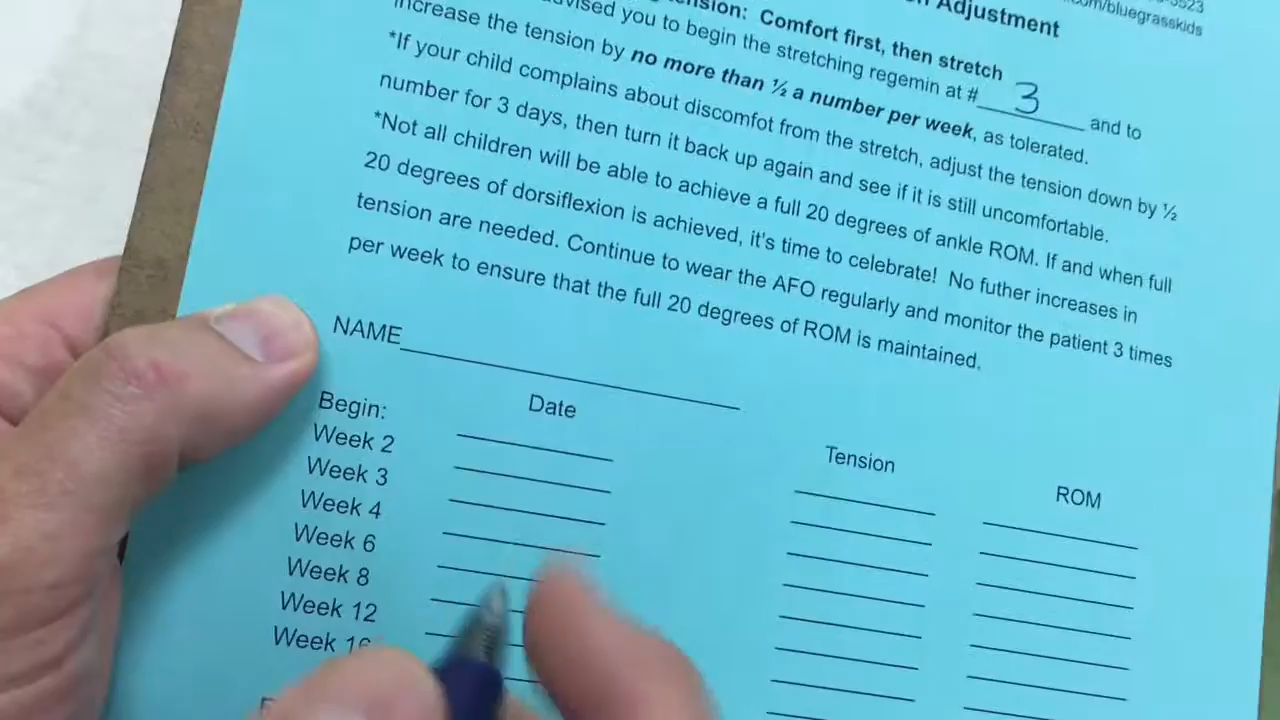 com/bluegrasskids
Adjustment
Comfort first, then stretch
you to begin the stretching regemin at # 3 and to
increase the tension by no more than ½ a number per week, as tolerated.
*If your child complains about discomfot from the stretch, adjust the tension down by ½
number for 3 days, then turn it back up again and see if it is still uncomfortable.
*Not all children will be able to achieve a full 20 degrees of ankle ROM. If and when full
20 degrees of dorsiflexion is achieved, it's time to celebrate! No futher increases in
tension are needed. Continue to wear the AFO regularly and monitor the patient 3 times
per week to ensure that the full 20 degrees of ROM is maintained.
NAME
Date Tension ROM
Begin:
Week 2
Week 3
Week 4
Week 6
Week 8
Week 12
Week